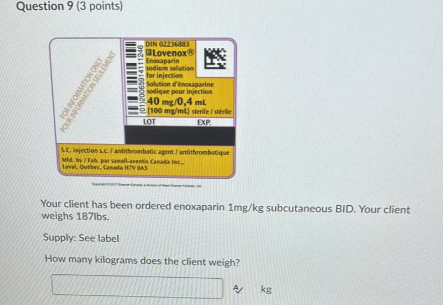 Question 9 (3 points)
FOR INFORMATION ONLY
POUR INFORMATION SEULEMENT
DIN 02236883
Lovenox®
Enoxaparin
sodium solution
for injection
Solution d'énoxaparine
sodique pour injection
40 mg/0,4 mL
(100 mg/mL) sterile / stérile
LOT EXP.
S.C. injection s.c. / antithrombotic agent / antithrombotique
Mfd. by / Fab. par sanofi-aventis Canada Inc.,
Laval, Québec, Canada H7V 0A3
Your client has been ordered enoxaparin 1mg/kg subcutaneous BID. Your client
weighs 187lbs.
Supply: See label
How many kilograms does the client weigh?
kg